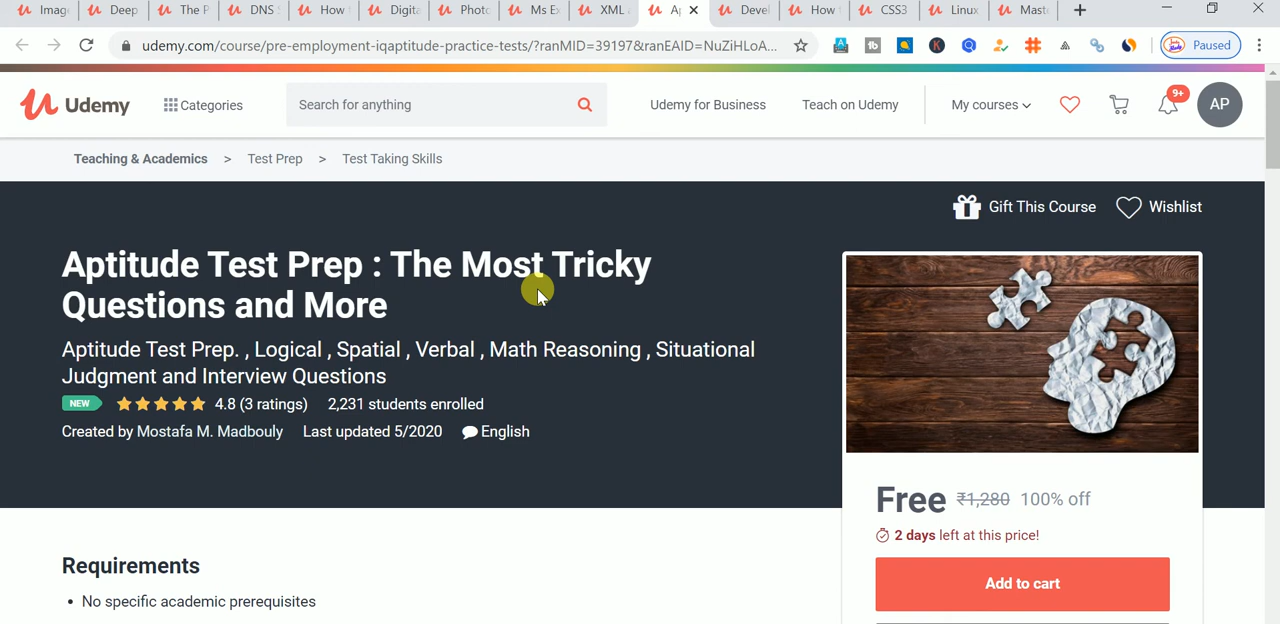 Imag Deep The P DNS S How t Digita Photo Ms Ex XML a Ap Devel How t CSS3 Linux Maste
udemy.com/course/pre-employment-iqaptitude-practice-tests/?ranMID=39197&ranEAID=NuZiHLoA... Paused
Udemy Categories Search for anything Udemy for Business Teach on Udemy My courses 9+ AP
Teaching & Academics > Test Prep > Test Taking Skills
Gift This Course Wishlist
Aptitude Test Prep : The Most Tricky
Questions and More
Aptitude Test Prep. , Logical , Spatial , Verbal , Math Reasoning , Situational
Judgment and Interview Questions
NEW 4.8 (3 ratings) 2,231 students enrolled
Created by Mostafa M. Madbouly Last updated 5/2020 English
Free ₹1,280 100% off
2 days left at this price!
Add to cart
Requirements
• No specific academic prerequisites